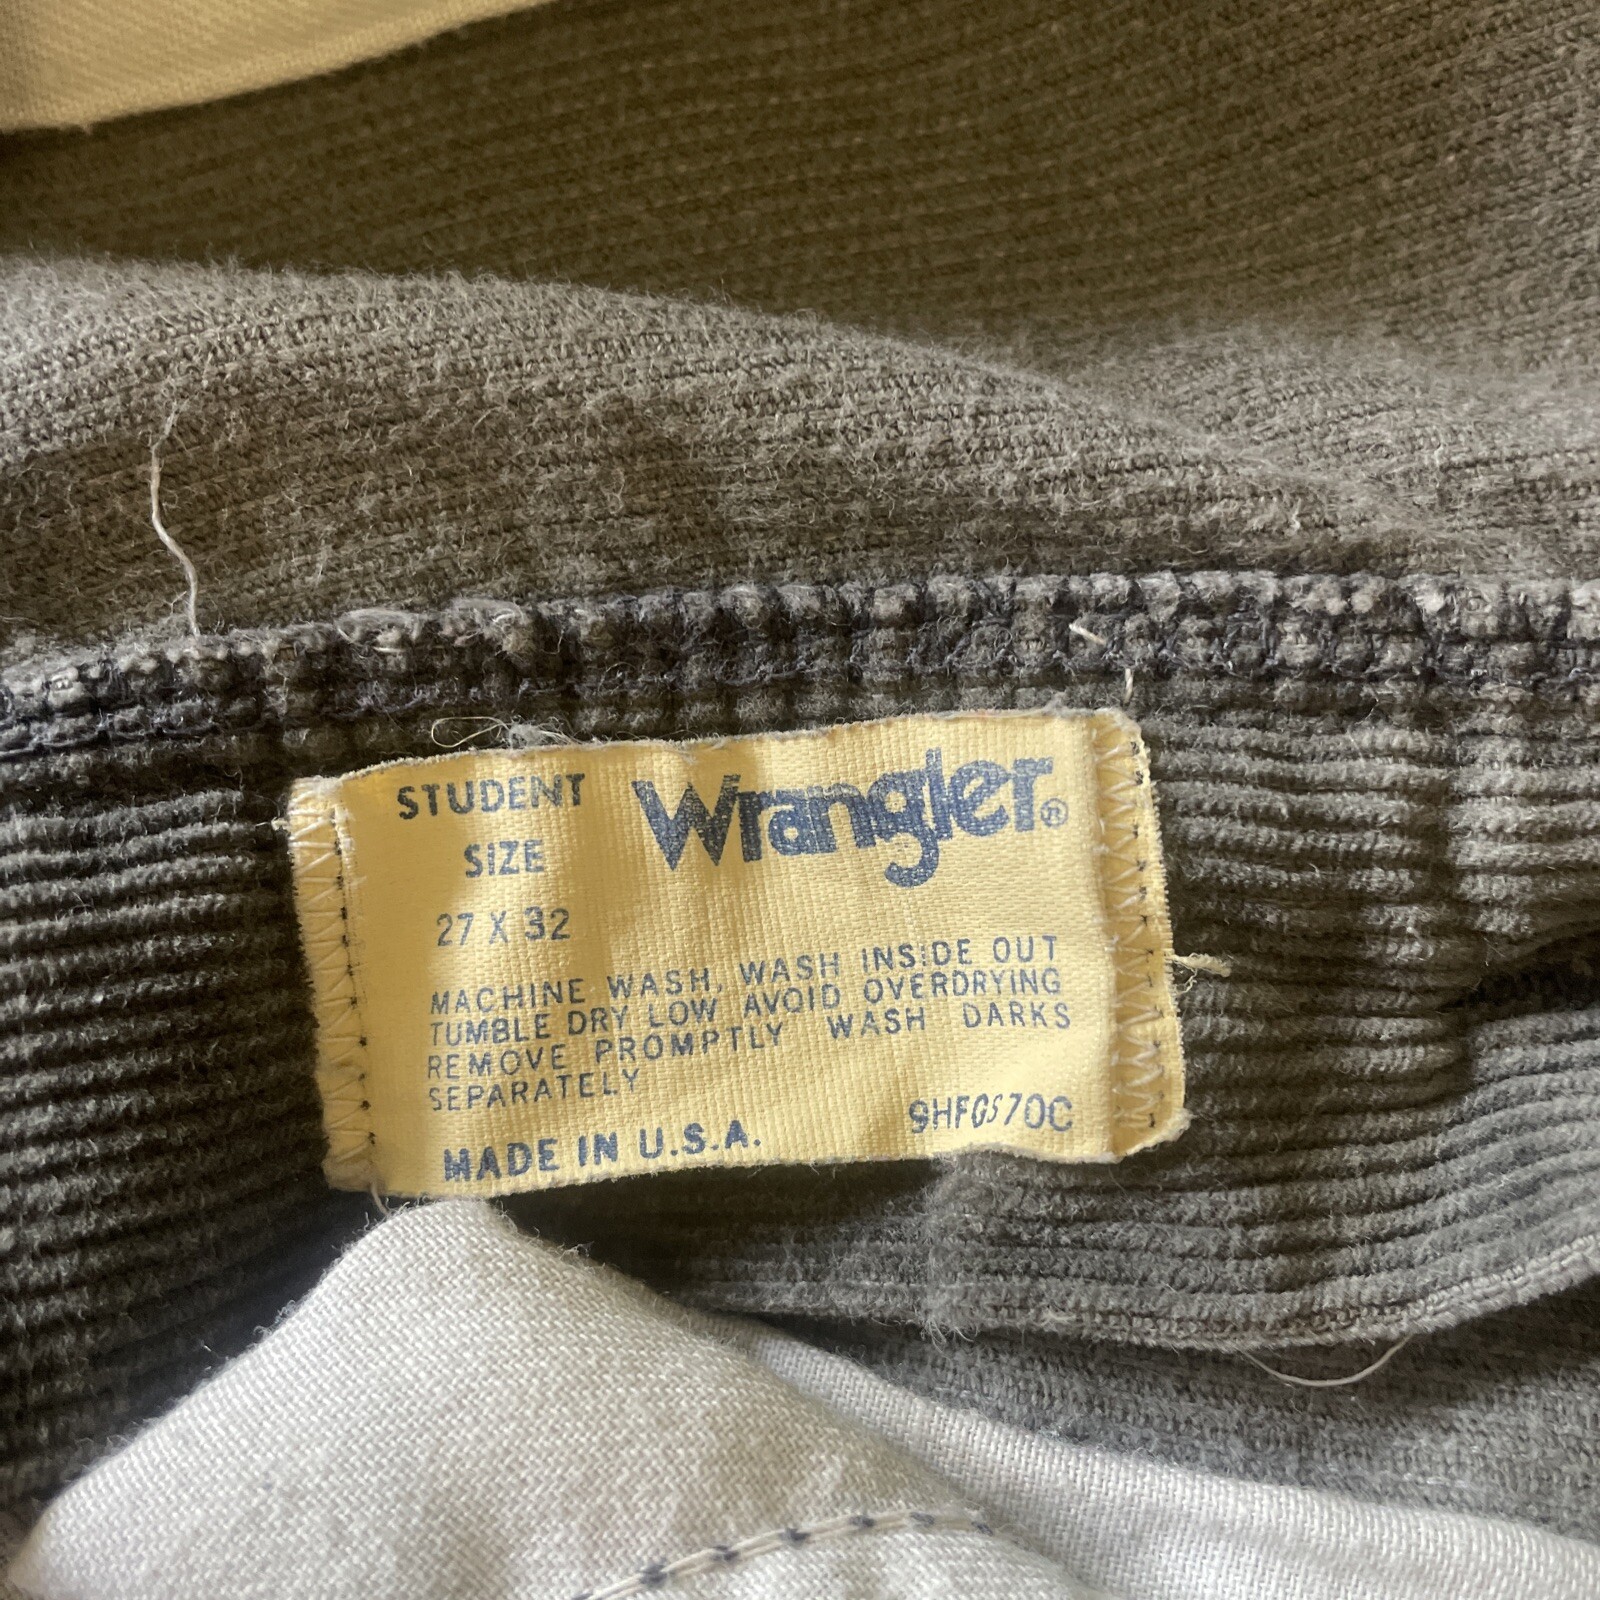 STUDENT Wrangler®
SIZE
27 X 32
MACHINE WASH, WASH INSIDE OUT
TUMBLE DRY LOW AVOID OVERDRYING
REMOVE PROMPTLY WASH DARKS
SEPARATELY
9HFGS70C
MADE IN U.S.A.